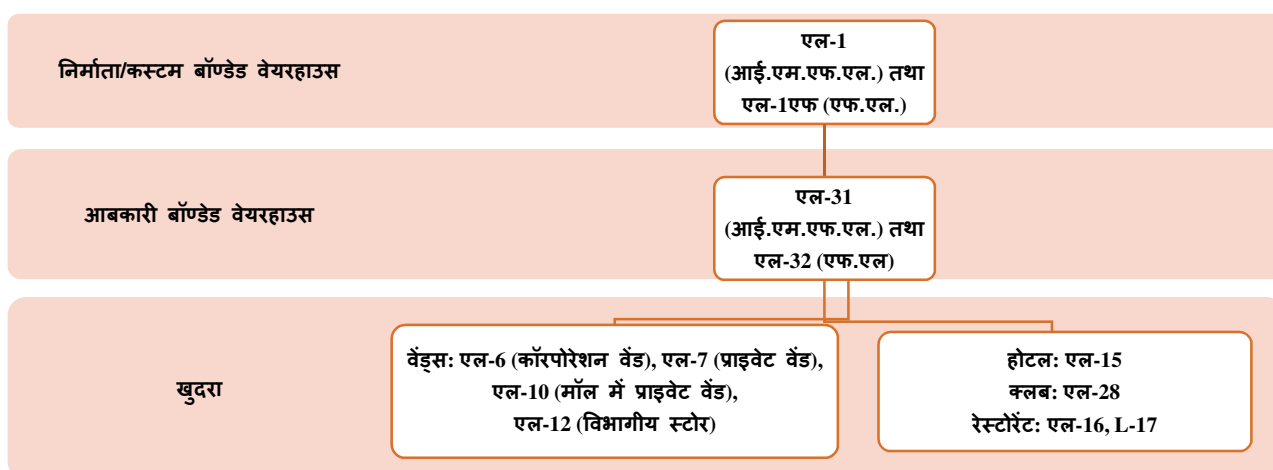 निर्माता/कस्टम बॉण्डेड वेयरहाउस
एल-1
(आई.एम.एफ.एल.) तथा
एल-1एफ (एफ.एल.)
आबकारी बॉण्डेड वेयरहाउस
एल-31
(आई.एम.एफ.एल.) तथा
एल-32 (एफ.एल)
खुदरा
वेंड्स: एल-6 (कॉरपोरेशन वेंड), एल-7 (प्राइवेट वेंड),
एल-10 (मॉल में प्राइवेट वेंड),
एल-12 (विभागीय स्टोर)
होटल: एल-15
क्लब: एल-28
रेस्टोरेंट: एल-16, L-17